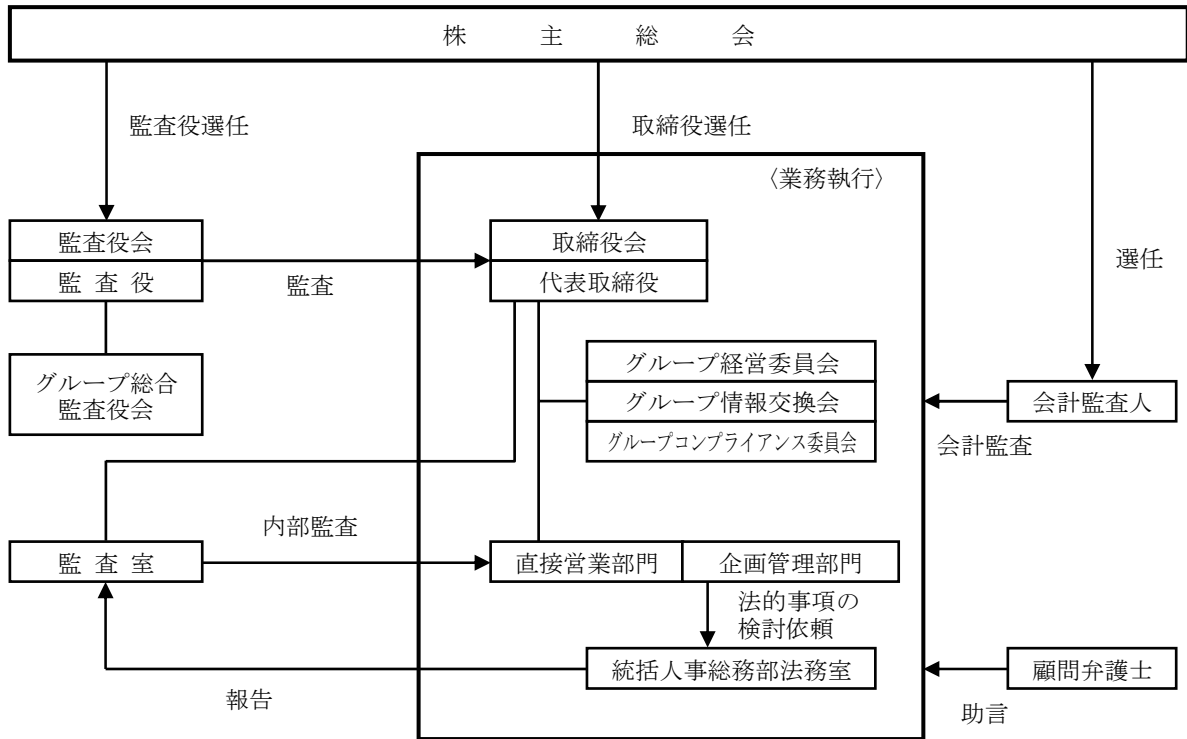 株主総会
監査役選任
取締役選任
〈業務執行〉
監査役会
取締役会
選任
監査役
監査
代表取締役
グループ経営委員会
グループ総合
監査役会
グループ情報交換会
会計監査人
グループコンプライアンス委員会
会計監査
内部監査
監査室
直接営業部門
企画管理部門
法的事項の
検討依頼
統括人事総務部法務室
顧問弁護士
報告
助言